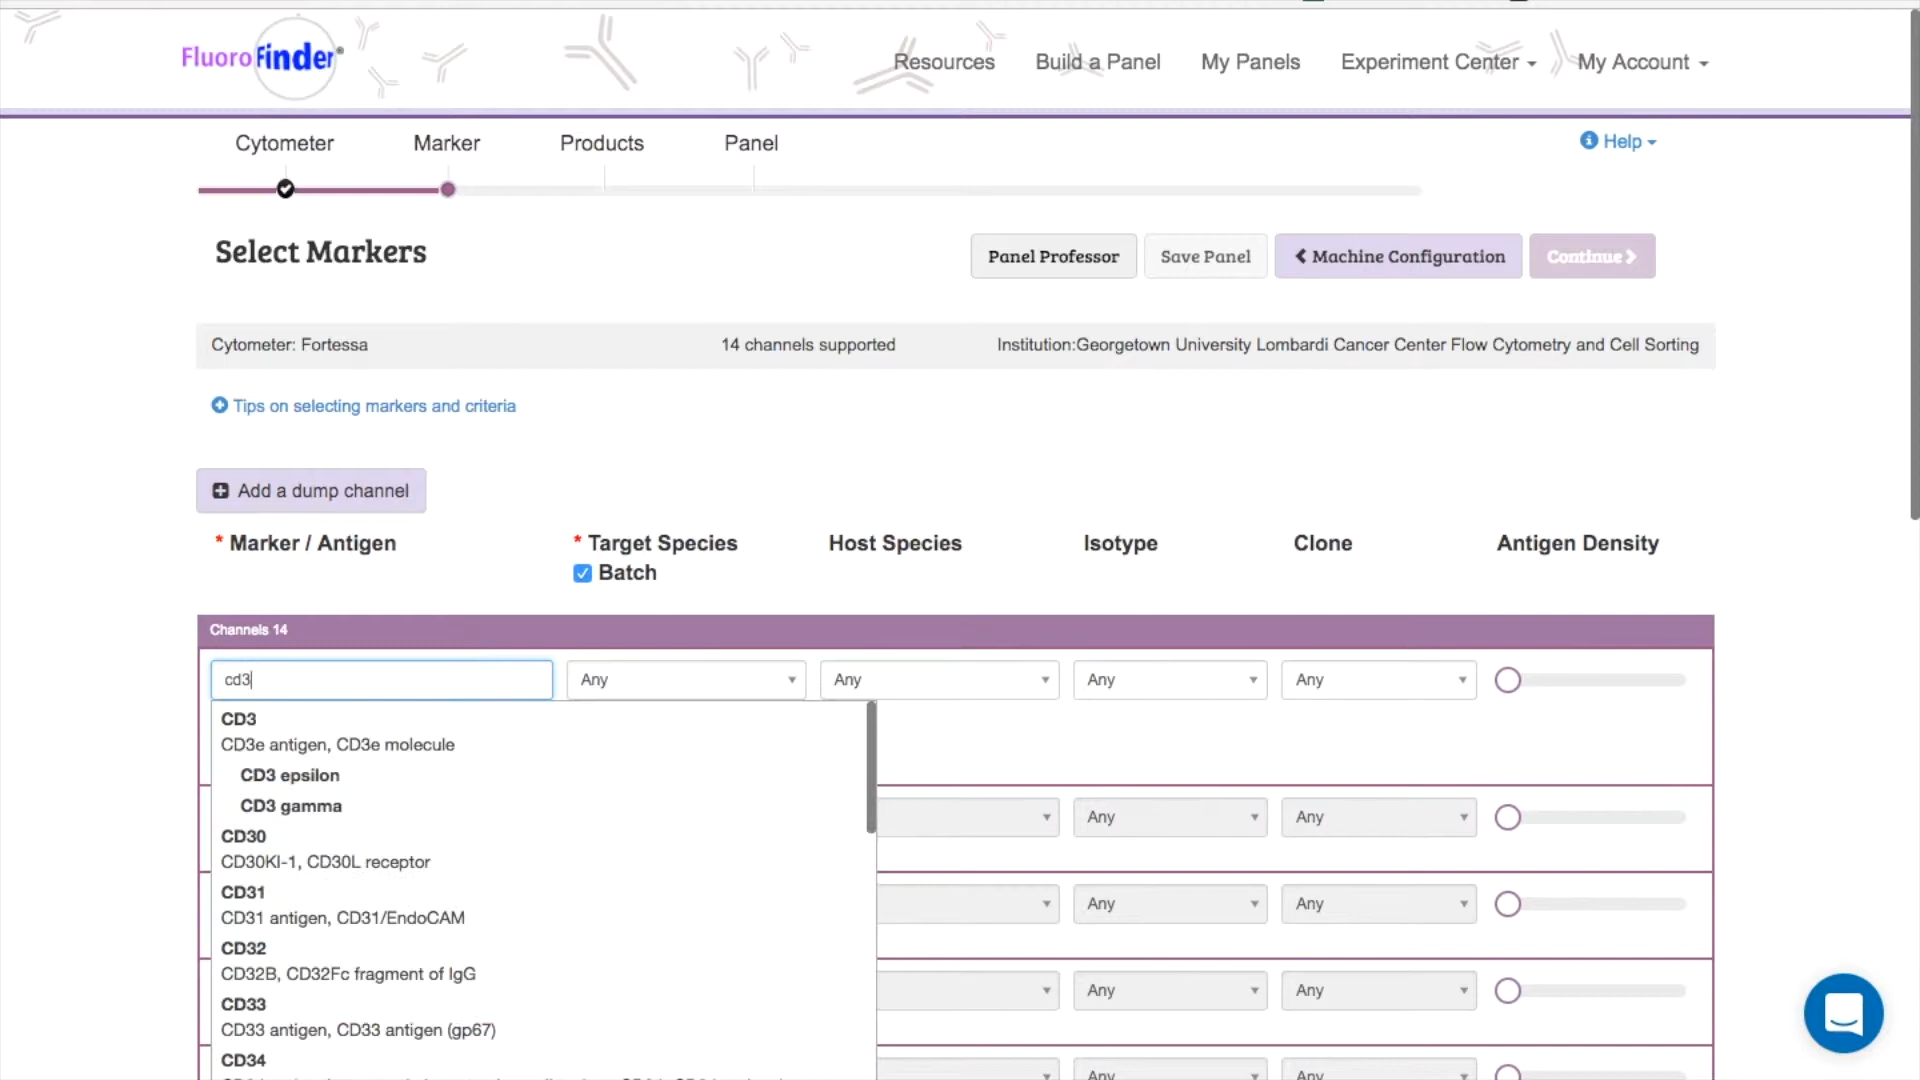 FluoroFinder®
Resources Build a Panel My Panels Experiment Center My Account
Cytometer Marker Products Panel
Help
Select Markers
Panel Professor Save Panel Machine Configuration Continue
Cytometer: Fortessa 14 channels supported Institution:Georgetown University Lombardi Cancer Center Flow Cytometry and Cell Sorting
Tips on selecting markers and criteria
Add a dump channel
* Marker / Antigen * Target Species Host Species Isotype Clone Antigen Density
Batch
Channels 14
cd3 Any Any Any Any
CD3
CD3e antigen, CD3e molecule
CD3 epsilon
CD3 gamma
Any Any
CD30
CD30KI-1, CD30L receptor
CD31
Any Any
CD31 antigen, CD31/EndoCAM
CD32
CD32B, CD32Fc fragment of IgG
Any Any
CD33
CD33 antigen, CD33 antigen (gp67)
CD34
Any Any